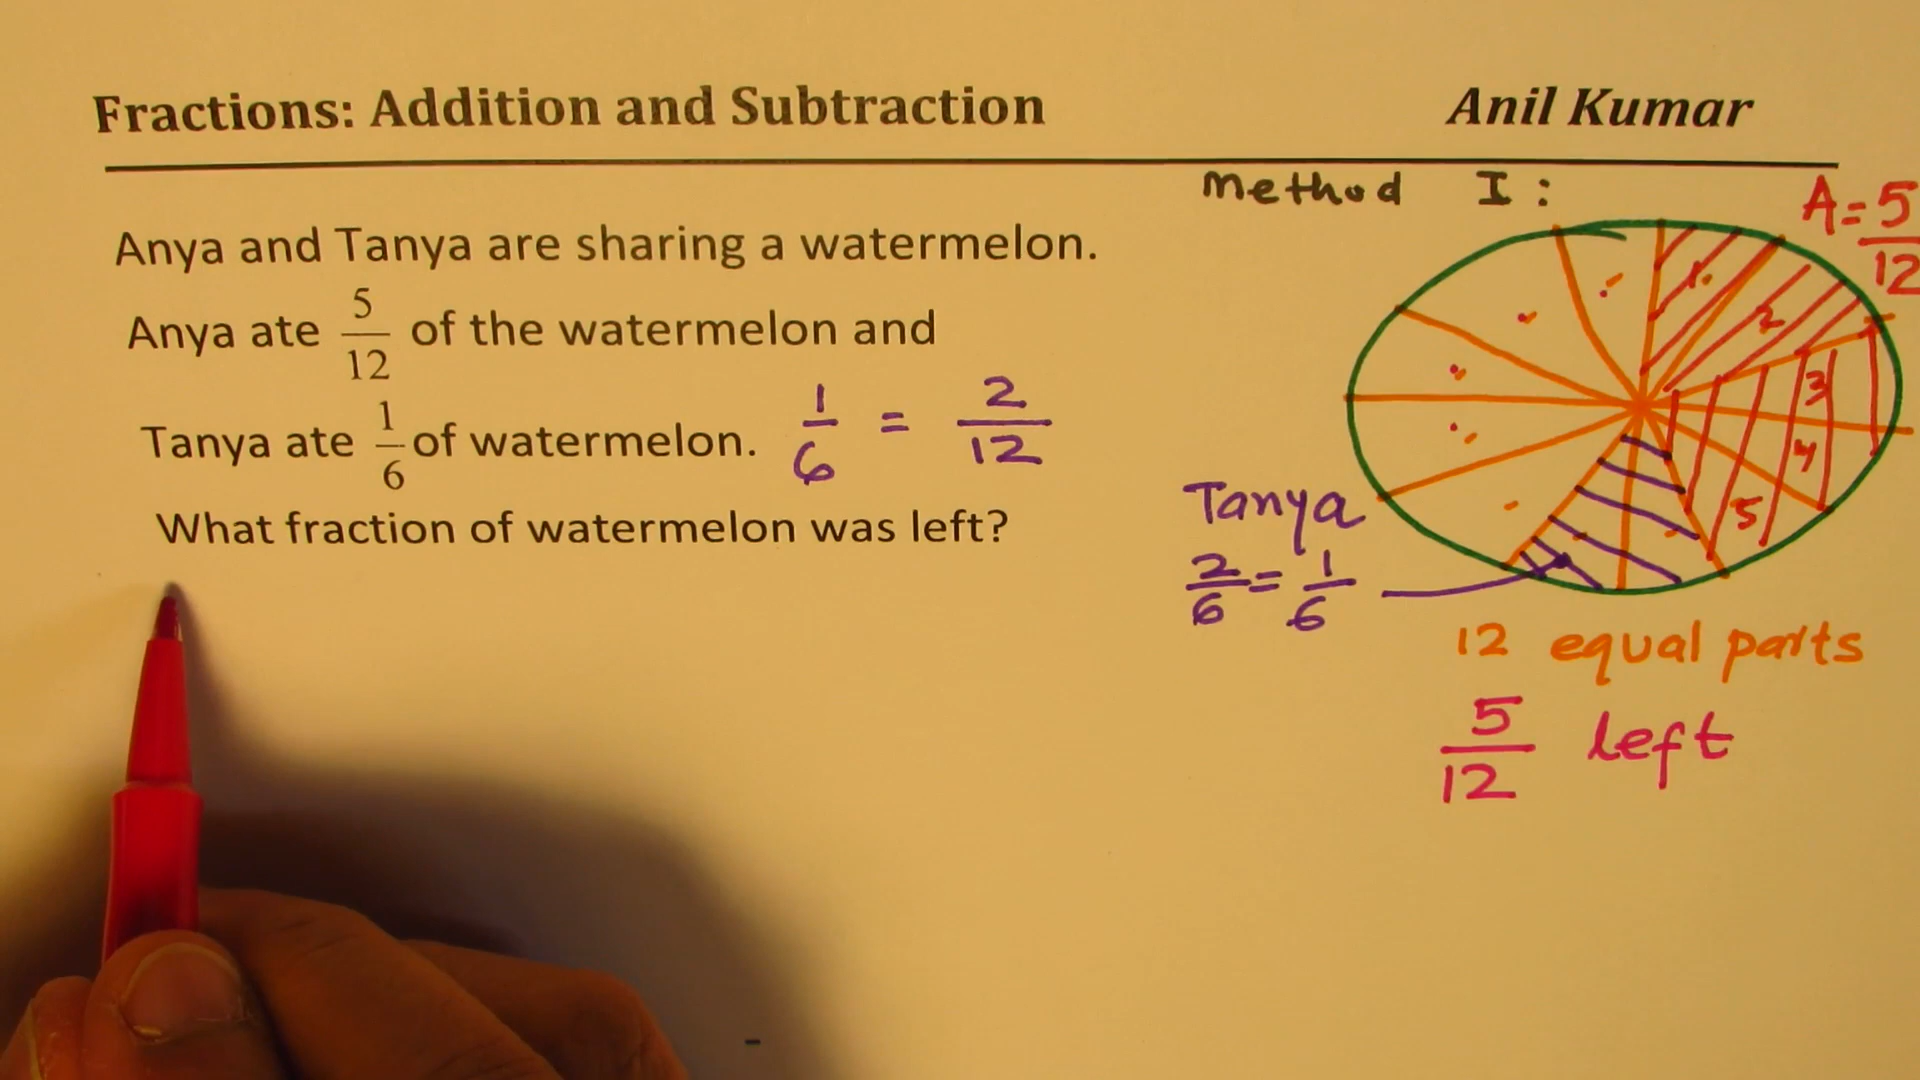 Fractions: Addition and Subtraction Anil Kumar
Method I:
Anya and Tanya are sharing a watermelon.
Anya ate 5/12 of the watermelon and
Tanya ate 1/6 of watermelon. 1/6 = 2/12
What fraction of watermelon was left?
A = 5/12
1
2
3
4
5
Tanya
2/6 = 1/6
12 equal parts
5/12 left